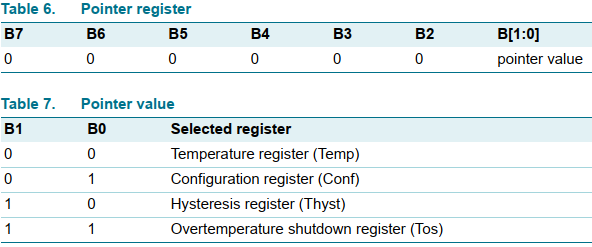 Table 6. Pointer register
B7 B6 B5 B4 B3 B2 B[1:0]
0 0 0 0 0 0 pointer value
Table 7. Pointer value
B1 B0 Selected register
0 0 Temperature register (Temp)
0 1 Configuration register (Conf)
1 0 Hysteresis register (Thyst)
1 1 Overtemperature shutdown register (Tos)